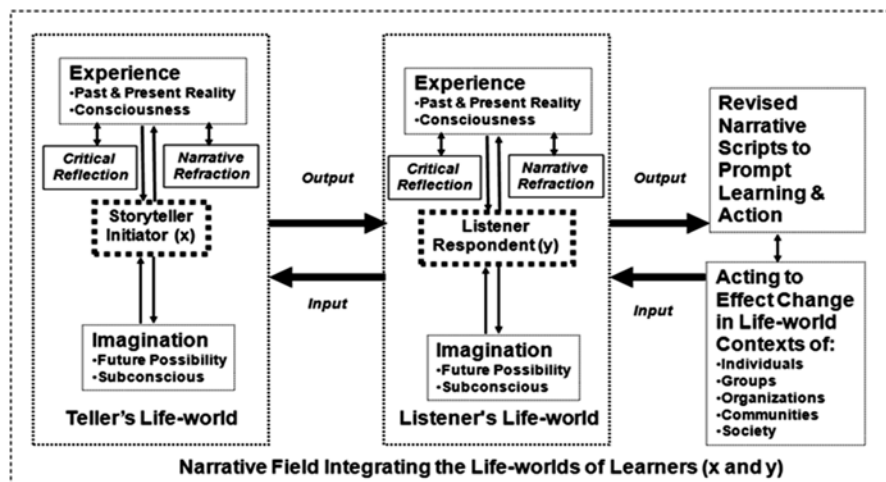 Experience
•Past & Present Reality
•Consciousness
Critical
Reflection
Narrative
Refraction
Storyteller
Initiator (x)
Imagination
•Future Possibility
•Subconscious
Teller's Life-world
Output
Input
Experience
•Past & Present Reality
•Consciousness
Critical
Reflection
Narrative
Refraction
Listener
Respondent (y)
Imagination
•Future Possibility
•Subconscious
Listener's Life-world
Output
Input
Revised
Narrative
Scripts to
Prompt
Learning &
Action
Acting to
Effect Change
in Life-world
Contexts of:
•Individuals
•Groups
•Organizations
•Communities
•Society
Narrative Field Integrating the Life-worlds of Learners (x and y)